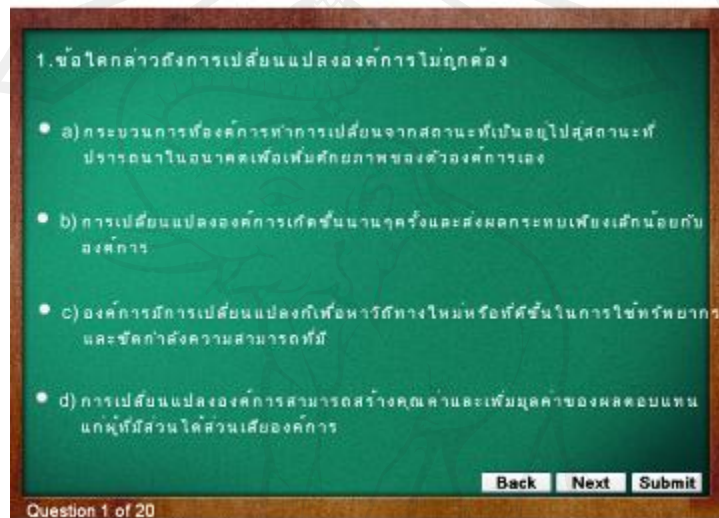 1.ข้อใดกล่าวถึงการเปลี่ยนแปลงองค์การไม่ถูกต้อง
a) กระบวนการที่องค์การทำการเปลี่ยนจากสถานะที่เป็นอยู่ไปสู่สถานะที่
ปรารถนาในอนาคตเพื่อเพิ่มศักยภาพของตัวองค์การเอง
b) การเปลี่ยนแปลงองค์การเกิดขึ้นนานๆครั้งและส่งผลกระทบเพียงเล็กน้อยกับ
องค์การ
c) องค์การมีการเปลี่ยนแปลงก็เพื่อหาวิถีทางใหม่หรือที่ดีขึ้นในการใช้ทรัพยากร
และขีดกำลังความสามารถที่มี
d) การเปลี่ยนแปลงองค์การสามารถสร้างคุณค่าและเพิ่มมูลค่าของผลตอบแทน
แก่ผู้ที่มีส่วนได้ส่วนเสียองค์การ
Back Next Submit
Question 1 of 20